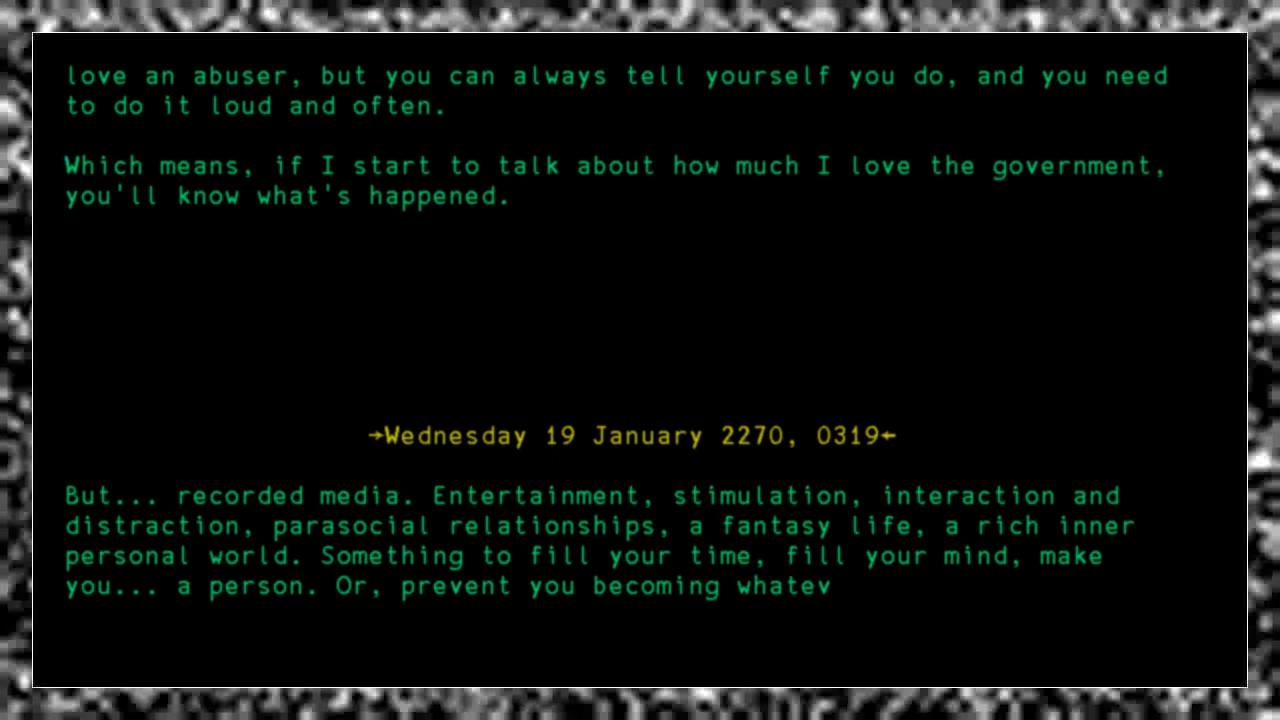 love an abuser, but you can always tell yourself you do, and you need
to do it loud and often.
Which means, if I start to talk about how much I love the government,
you'll know what's happened.
→Wednesday 19 January 2270, 0319←
But... recorded media. Entertainment, stimulation, interaction and
distraction, parasocial relationships, a fantasy life, a rich inner
personal world. Something to fill your time, fill your mind, make
you... a person. Or, prevent you becoming whatev